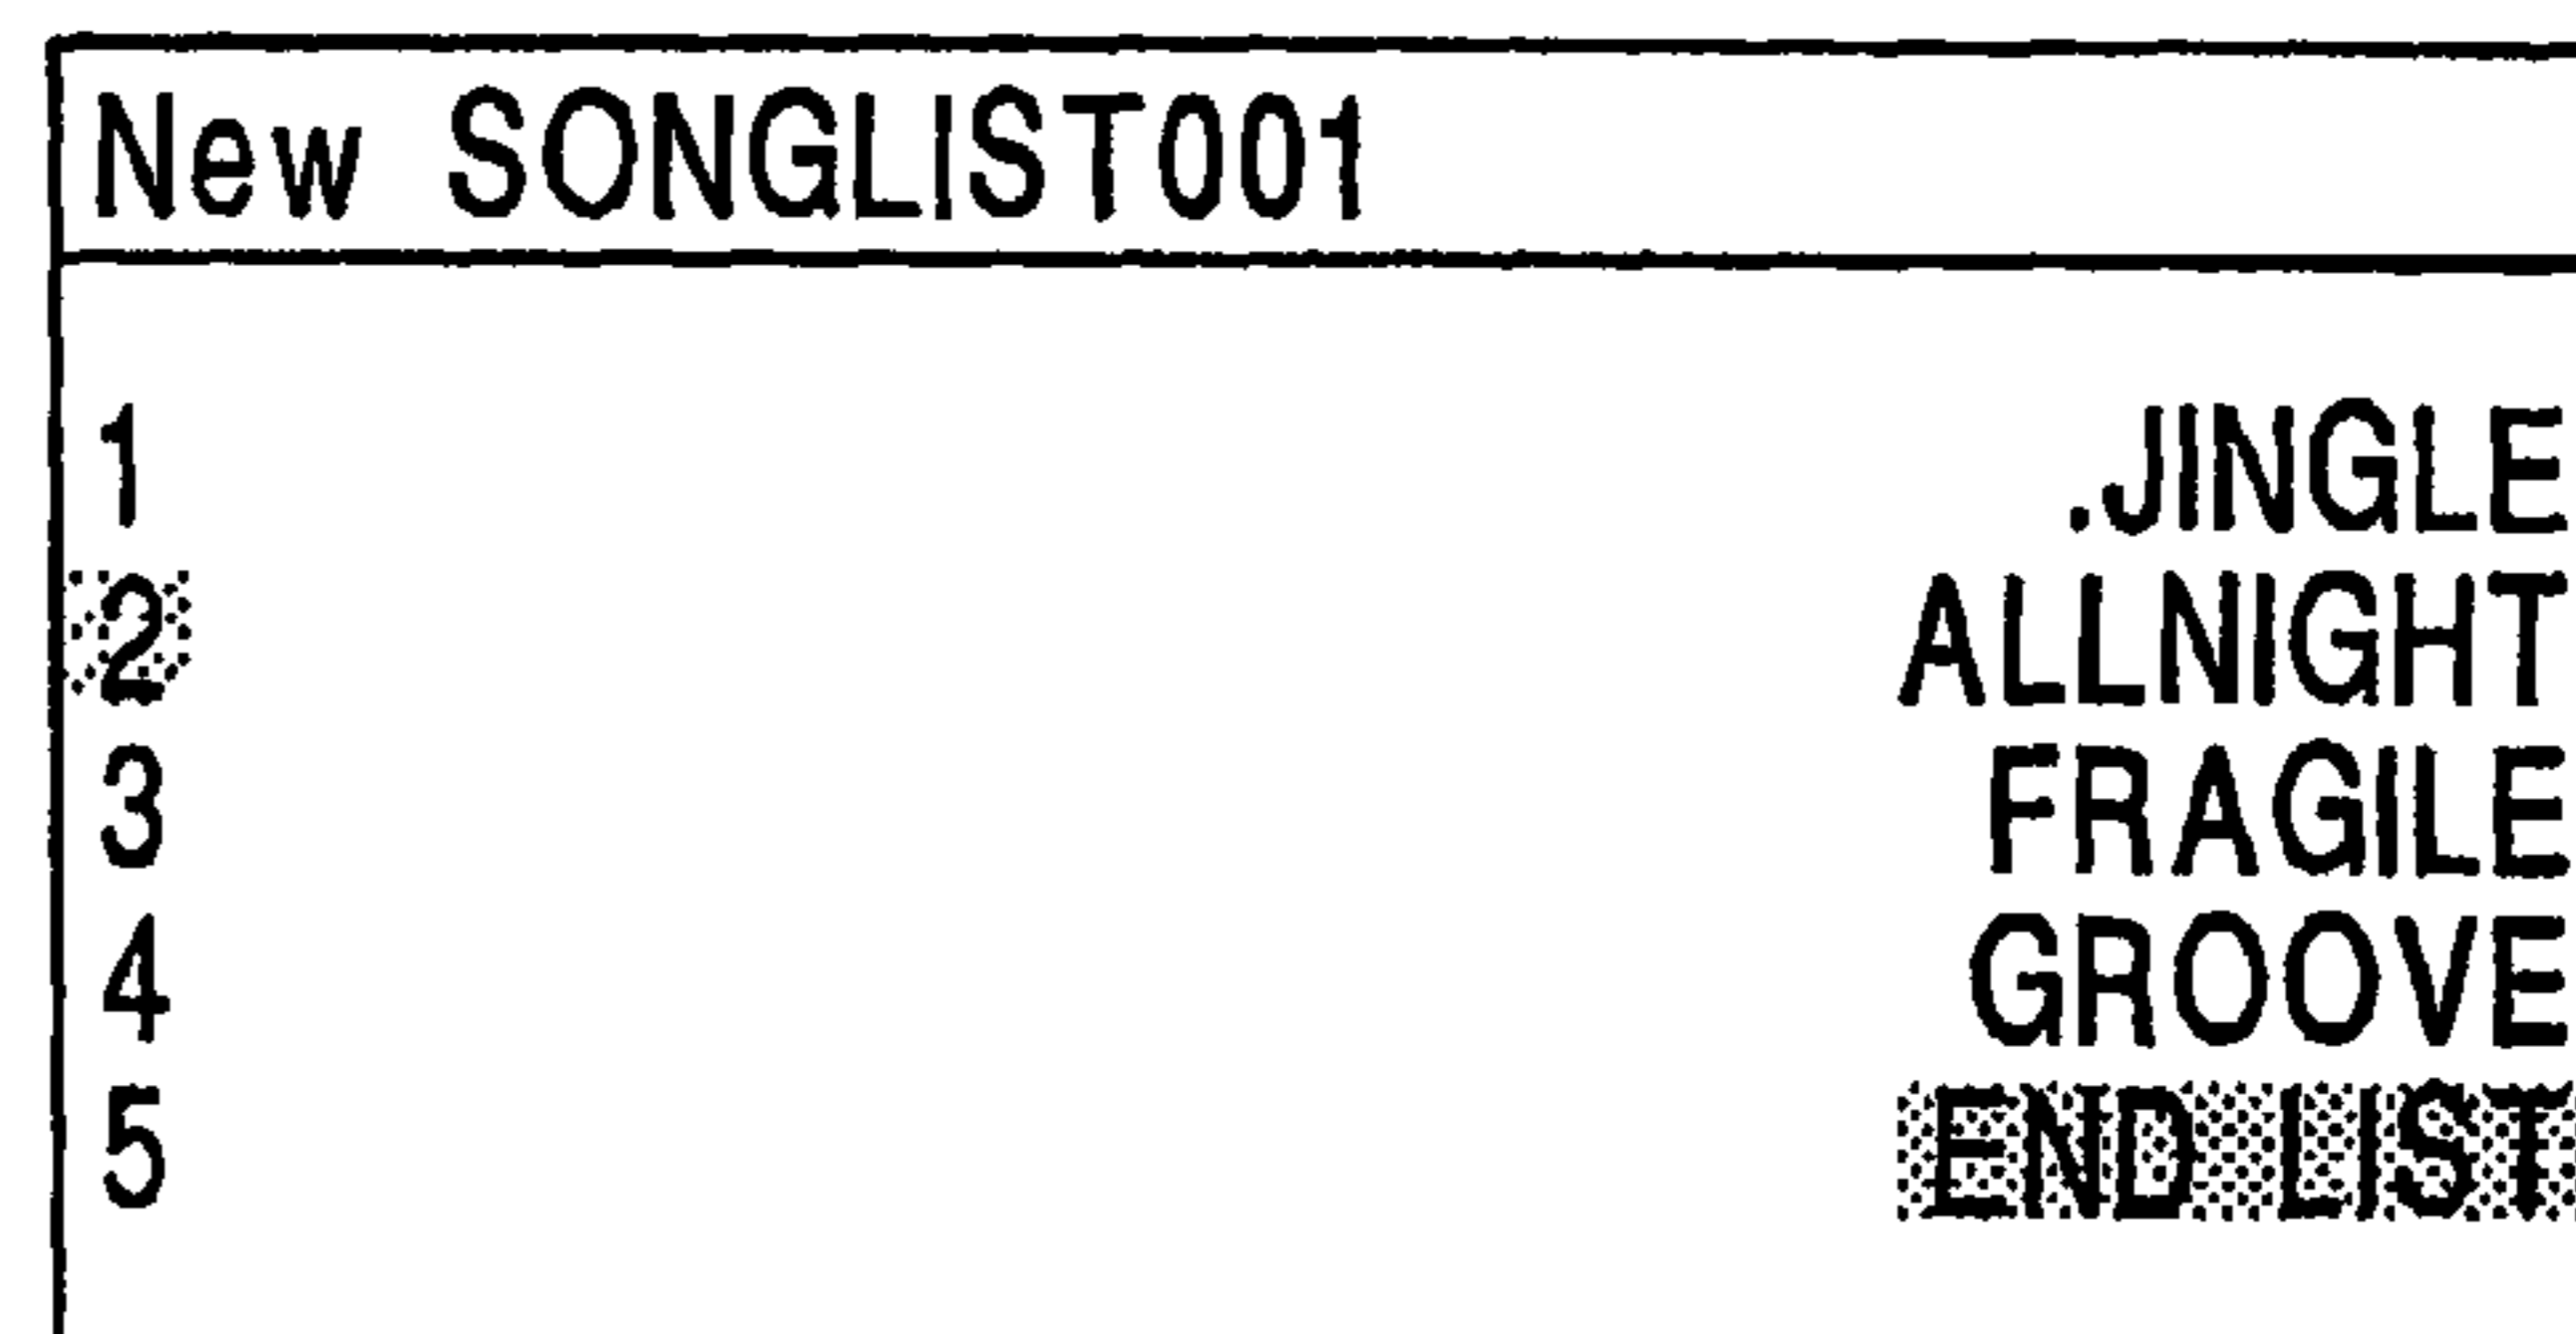 New SONGLIST001
1 .JINGLE
2 ALLNIGHT
3 FRAGILE
4 GROOVE
5 END LIST